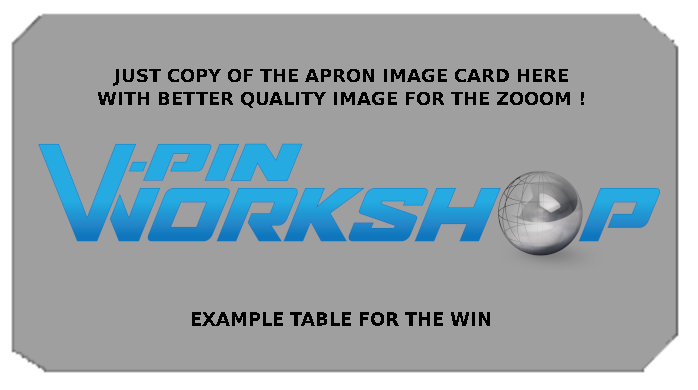 JUST COPY OF THE APRON IMAGE CARD HERE
WITH BETTER QUALITY IMAGE FOR THE ZOOOM !
V-PIN
WORKSHOP
EXAMPLE TABLE FOR THE WIN